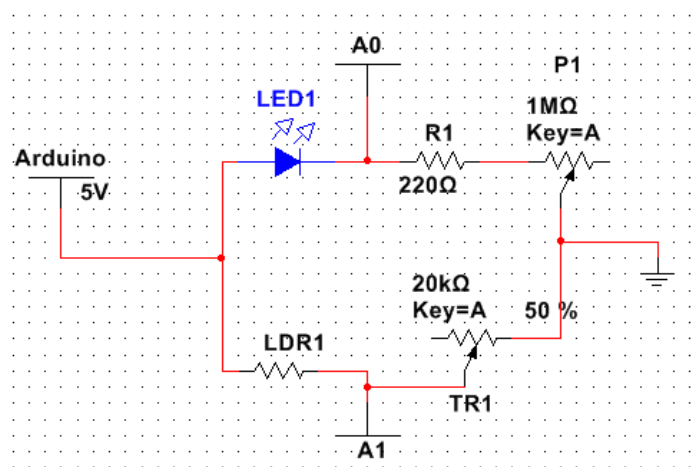 A0
P1
LED1
1MΩ
Key=A
R1
Arduino
5V
220Ω
20kΩ
Key=A
50 %
LDR1
TR1
A1